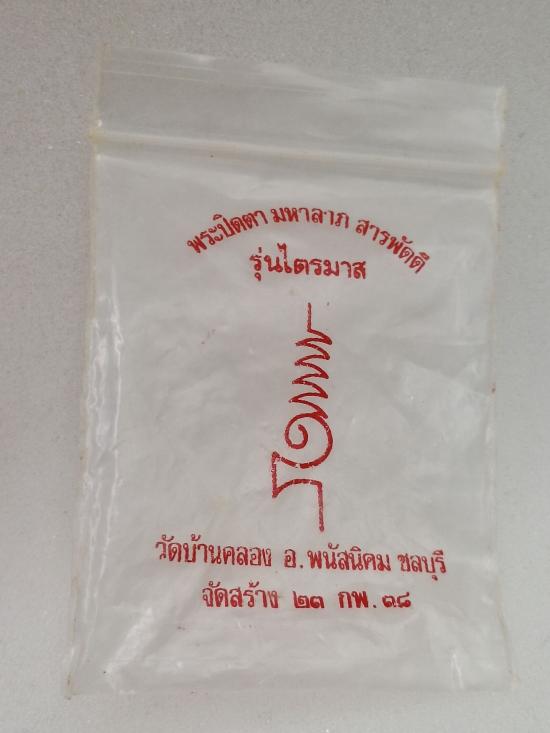 พระปิดตา มหาลาภ สารพัดดี
รุ่นไตรมาส
วัดบ้านคลอง อ. พนัสนิคม ชลบุรี
จัดสร้าง ๒๓ กพ. ๓๘